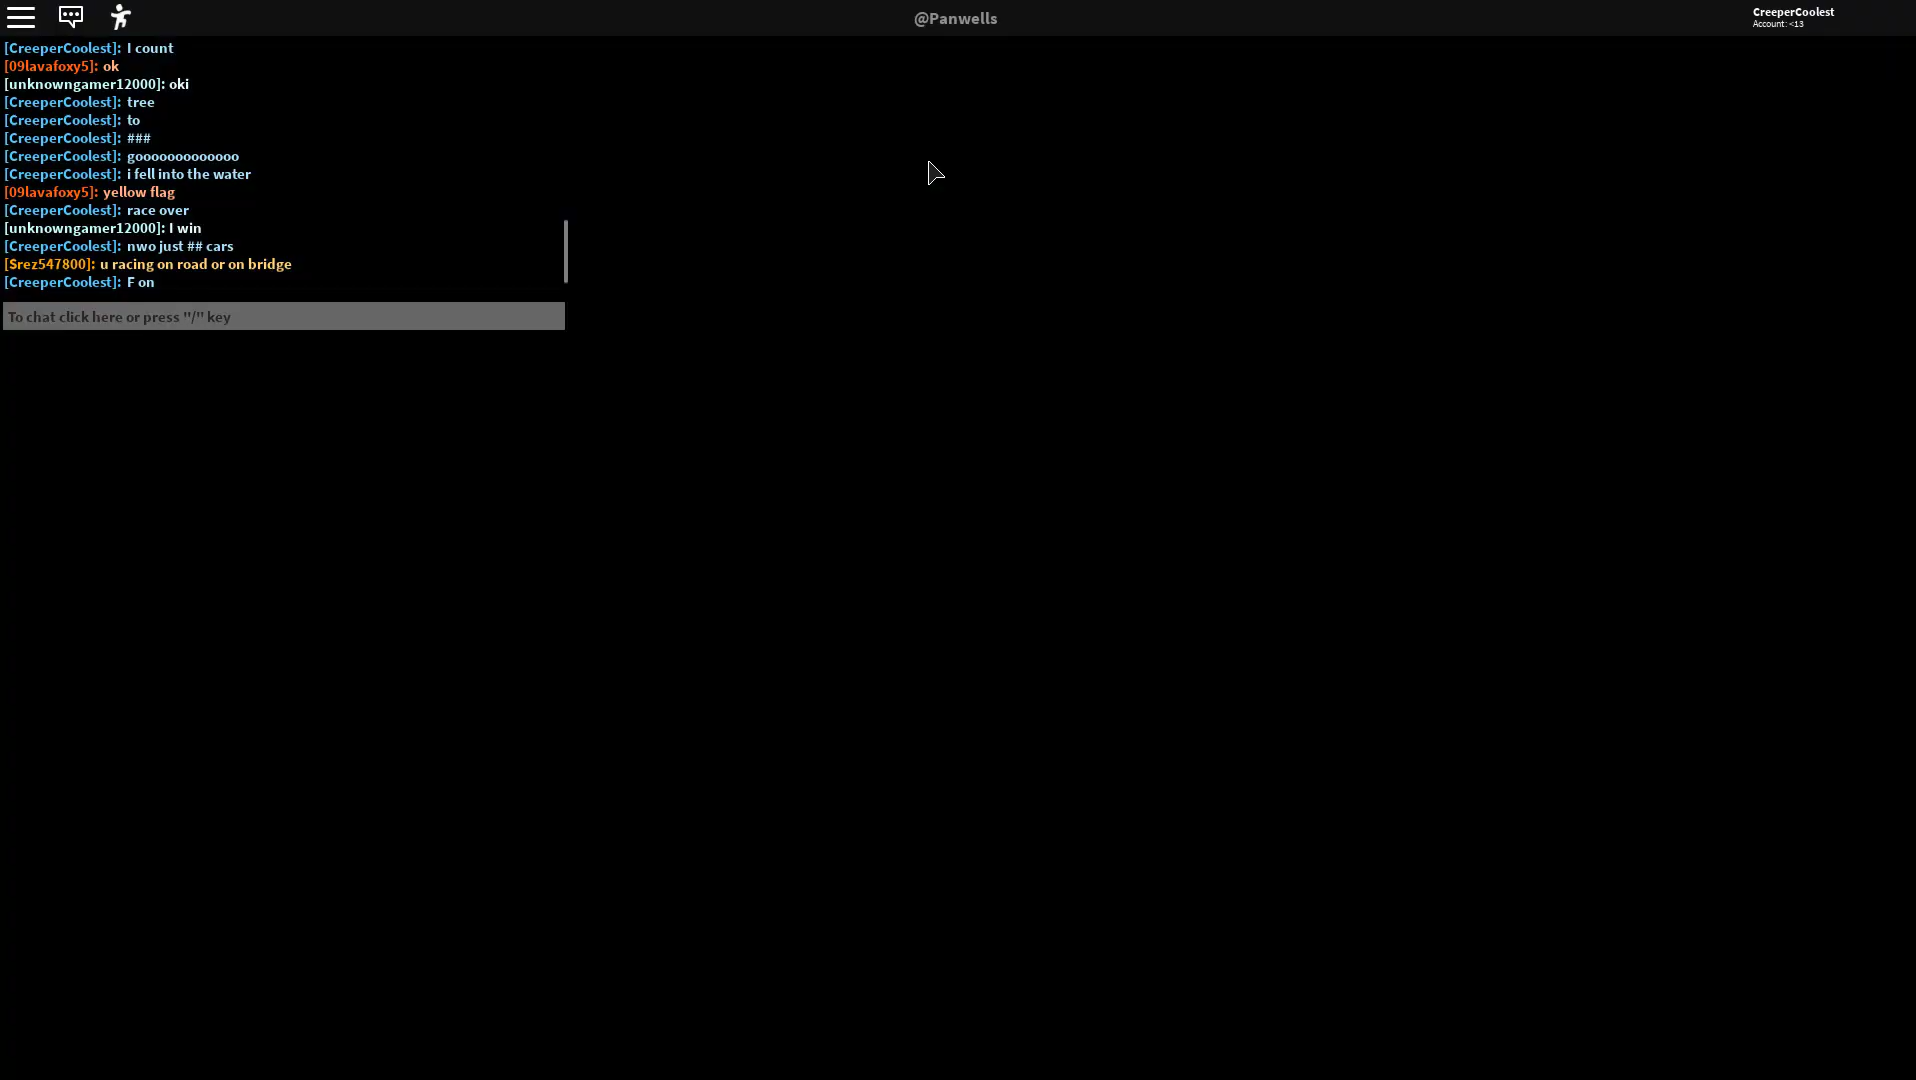 @Panwells
CreeperCoolest
Account: <13
[CreeperCoolest]: I count
[09lavafoxy5]: ok
[unknowngamer12000]: oki
[CreeperCoolest]: tree
[CreeperCoolest]: to
[CreeperCoolest]: ###
[CreeperCoolest]: gooooooooooooo
[CreeperCoolest]: i fell into the water
[09lavafoxy5]: yellow flag
[CreeperCoolest]: race over
[unknowngamer12000]: I win
[CreeperCoolest]: nwo just ## cars
[Srez547800]: u racing on road or on bridge
[CreeperCoolest]: F on
To chat click here or press "/" key